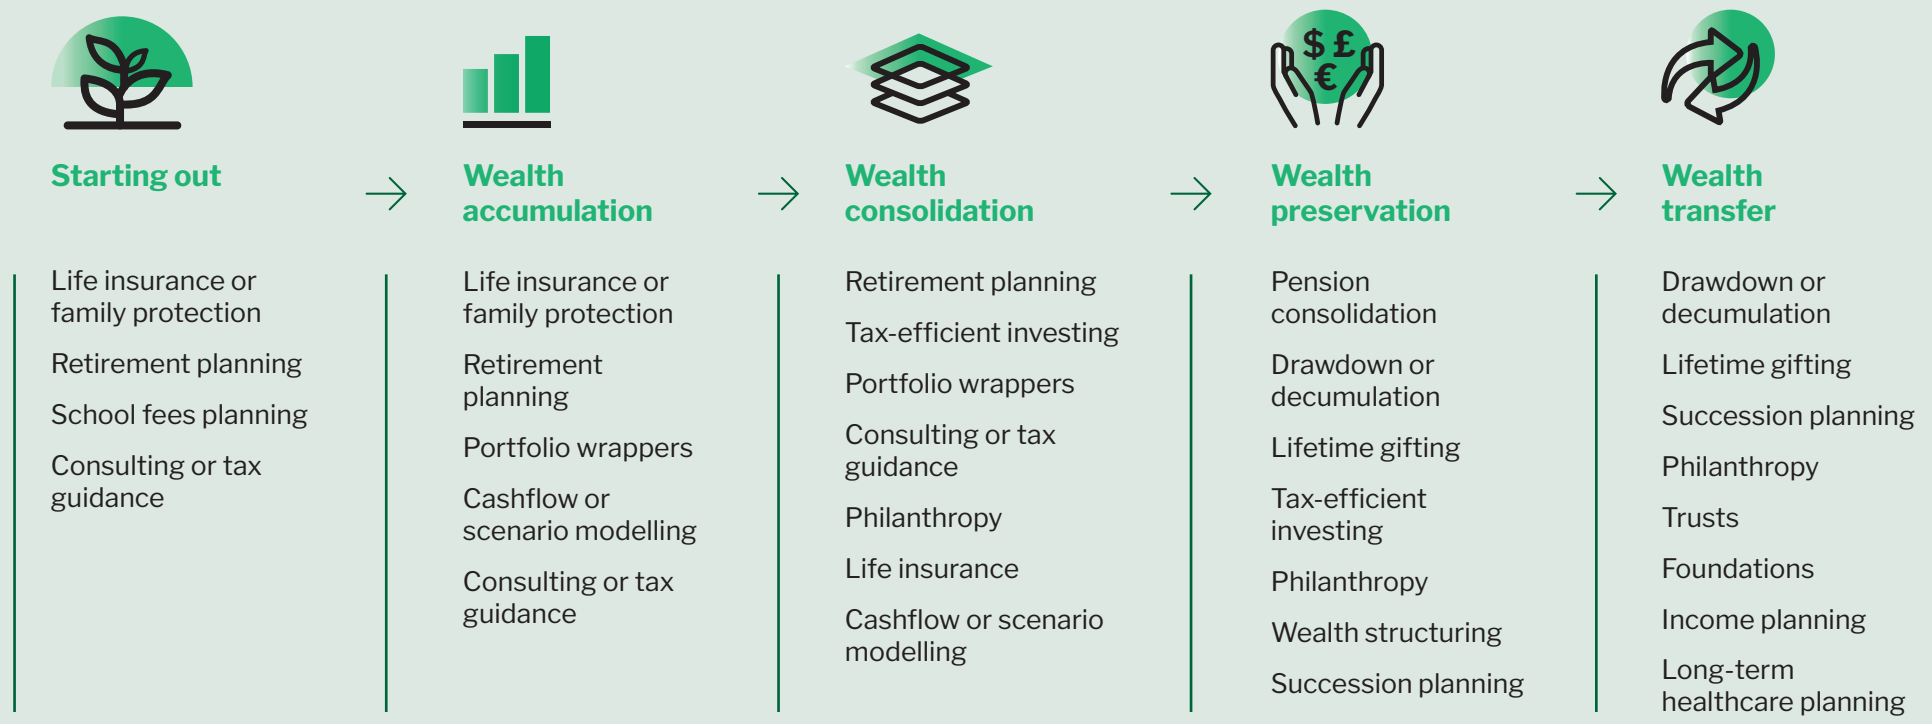 $ £
€
Starting out
Life insurance or
family protection
Retirement planning
School fees planning
Consulting or tax
guidance
Wealth
accumulation
Life insurance or
family protection
Retirement
planning
Portfolio wrappers
Cashflow or
scenario modelling
Consulting or tax
guidance
Wealth
consolidation
Retirement planning
Tax-efficient investing
Portfolio wrappers
Consulting or tax
guidance
Philanthropy
Life insurance
Cashflow or scenario
modelling
Wealth
preservation
Pension
consolidation
Drawdown or
decumulation
Lifetime gifting
Tax-efficient
investing
Philanthropy
Wealth structuring
Succession planning
Wealth
transfer
Drawdown or
decumulation
Lifetime gifting
Succession planning
Philanthropy
Trusts
Foundations
Income planning
Long-term
healthcare planning